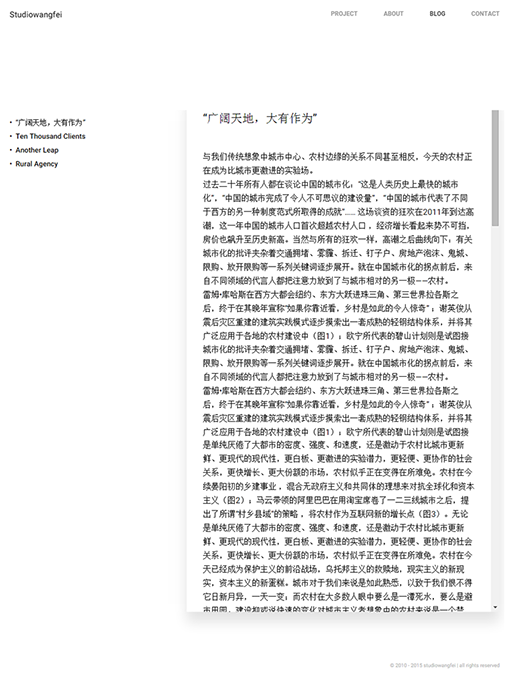 Studiowangfei
PROJECT ABOUT BLOG CONTACT
• “广阔天地，大有作为”
• Ten Thousand Clients
• Another Leap
• Rural Agency
“广阔天地，大有作为”
与我们传统想象中城市中心、农村边缘的关系不同甚至相反，今天的农村正
在成为比城市更激进的实验场。
过去二十年所有人都在谈论中国的城市化：“这是人类历史上最快的城市
化”，“中国的城市完成了令人不可思议的建设量”，“中国的城市代表了不同
于西方的另一种制度范式所取得的成就”…… 这场谈资的狂欢在2011年到达高
潮，这一年中国的城市人口首次超越农村人口，经济增长看起来势不可挡，
房价也飙升至历史新高。当然与所有的狂欢一样，高潮之后曲线向下，有关
城市化的批评夹杂着交通拥堵、雾霾、拆迁、钉子户、房地产泡沫、鬼城、
限购、放开限购等一系列关键词逐步展开。就在中国城市化的拐点前后，来
自不同领域的代言人都把注意力放到了与城市相对的另一极——农村。
雷姆•库哈斯在西方大都会纽约、东方大跃进珠三角、第三世界拉各斯之
后，终于在其晚年宣称“如果你靠近看，乡村是如此的令人惊奇”；谢英俊从
震后灾区重建的建筑实践模式逐步摸索出一套成熟的轻钢结构体系，并将其
广泛应用于各地的农村建设中（图1）；欧宁所代表的碧山计划则是试图接
城市化的批评夹杂着交通拥堵、雾霾、拆迁、钉子户、房地产泡沫、鬼城、
限购、放开限购等一系列关键词逐步展开。就在中国城市化的拐点前后，来
自不同领域的代言人都把注意力放到了与城市相对的另一极——农村。
雷姆•库哈斯在西方大都会纽约、东方大跃进珠三角、第三世界拉各斯之
后，终于在其晚年宣称“如果你靠近看，乡村是如此的令人惊奇”；谢英俊从
震后灾区重建的建筑实践模式逐步摸索出一套成熟的轻钢结构体系，并将其
广泛应用于各地的农村建设中（图1）；欧宁所代表的碧山计划则是试图接
是单纯厌倦了大都市的密度、强度、和速度，还是激动于农村比城市更新
鲜、更现代的现代性，更白板、更激进的实验潜力，更轻便、更协作的社会
关系，更快增长、更大份额的市场，农村似乎正在变得在所难免。农村在今
续晏阳初的乡建事业，混合无政府主义和共同体的理想来对抗全球化和资本
主义（图2）；马云带领的阿里巴巴在用淘宝席卷了一二三线城市之后，提
出了所谓“村乡县域”的策略，将农村作为互联网新的增长点（图3）。无论
是单纯厌倦了大都市的密度、强度、和速度，还是激动于农村比城市更新
鲜、更现代的现代性，更白板、更激进的实验潜力，更轻便、更协作的社会
关系，更快增长、更大份额的市场，农村似乎正在变得在所难免。农村在今
天已经成为保护主义的前沿战场，乌托邦主义的救赎地，现实主义的新现
实，资本主义的新蛋糕。城市对于我们来说是如此熟悉，以致于我们恨不得
它日新月异，一天一变；而农村在大多数人眼中要么是一谭死水，要么是避
© 2010 - 2015 studiowangfei | all rights reserved